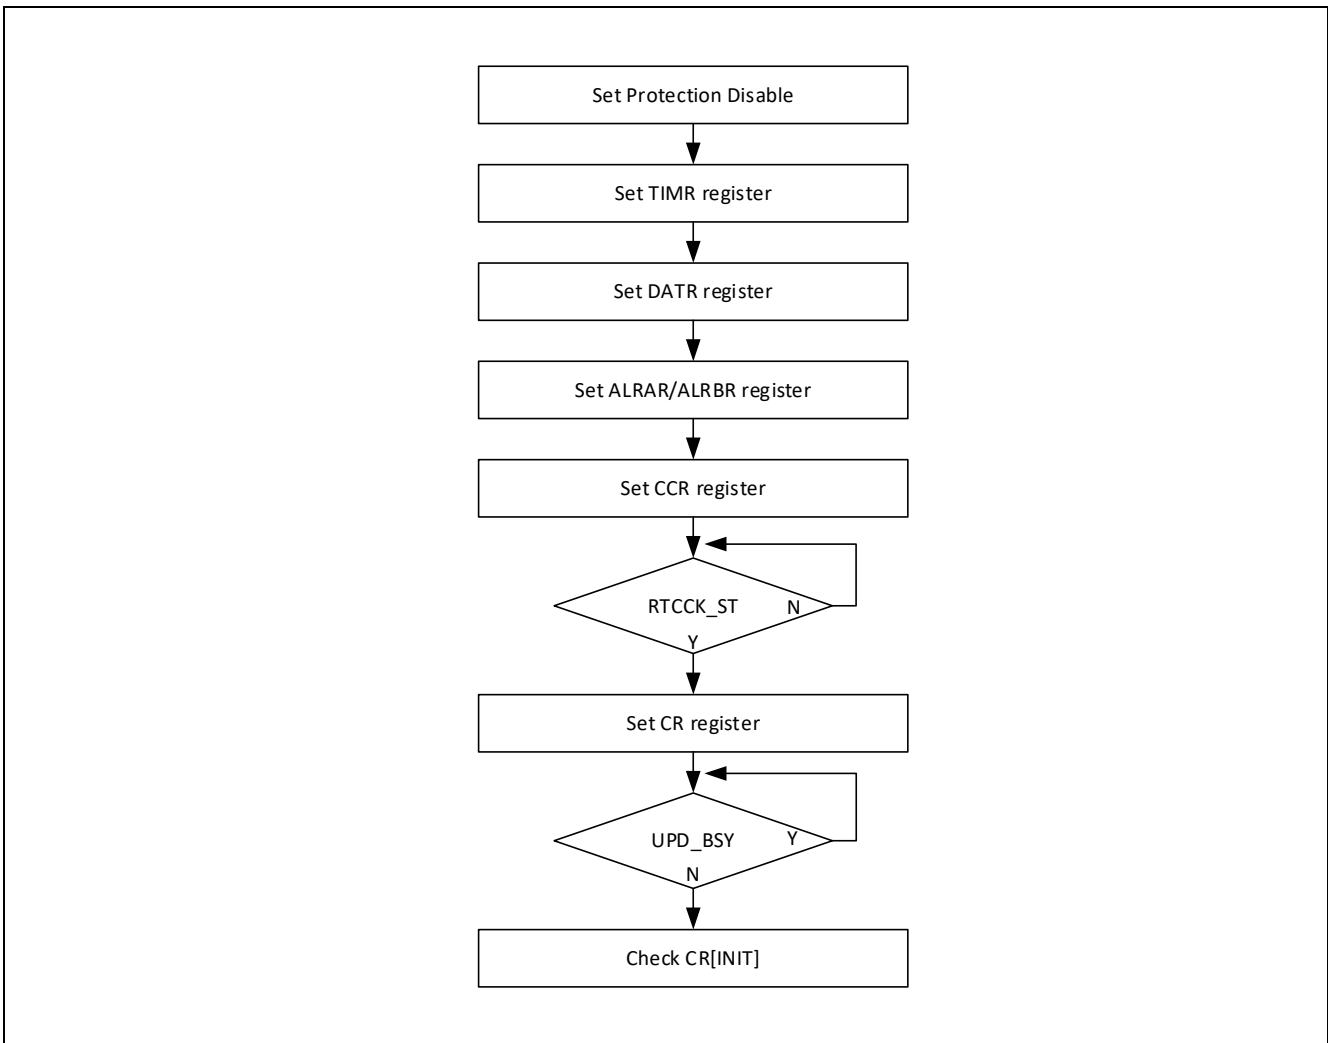 Set Protection Disable
Set TIMR register
Set DATR register
Set ALRAR/ALRBR register
Set CCR register
RTCCK_ST
N
Y
Set CR register
UPD_BSY
Y
N
Check CR[INIT]